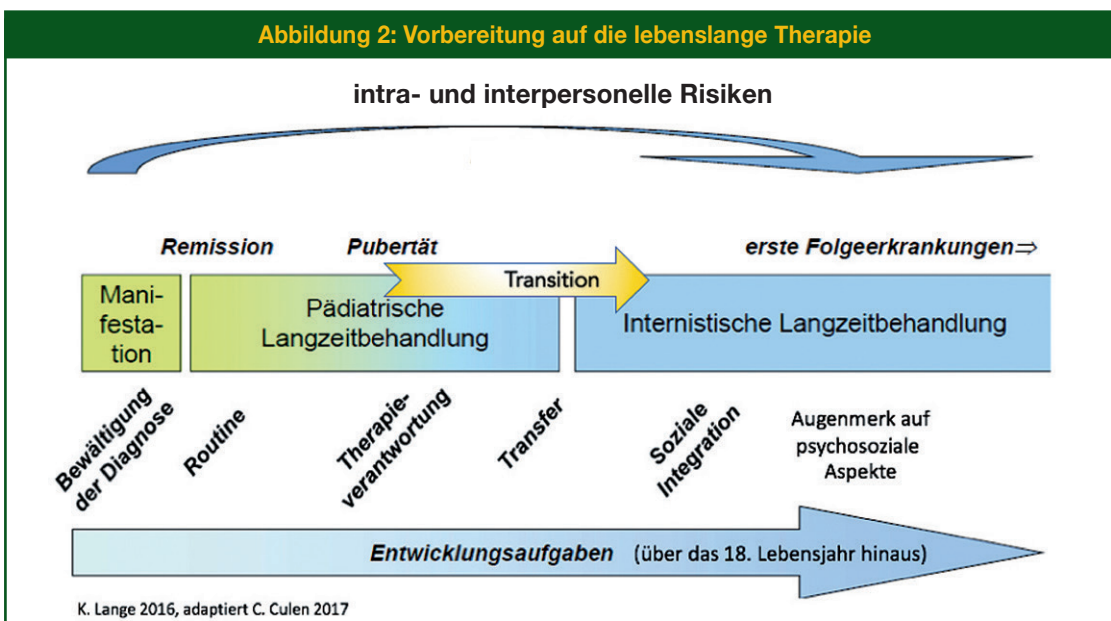 Abbildung 2: Vorbereitung auf die lebenslange Therapie
intra- und interpersonelle Risiken
Remission
Pubertät
erste Folgeerkrankungen⇒
Transition
Mani-
festa-
tion
Pädiatrische
Langzeitbehandlung
Internistische Langzeitbehandlung
Bewältigung
der Diagnose
Routine
Therapie-
verantwortung
Transfer
Soziale
Integration
Augenmerk auf
psychosoziale
Aspekte
Entwicklungsaufgaben (über das 18. Lebensjahr hinaus)
K. Lange 2016, adaptiert C. Culen 2017